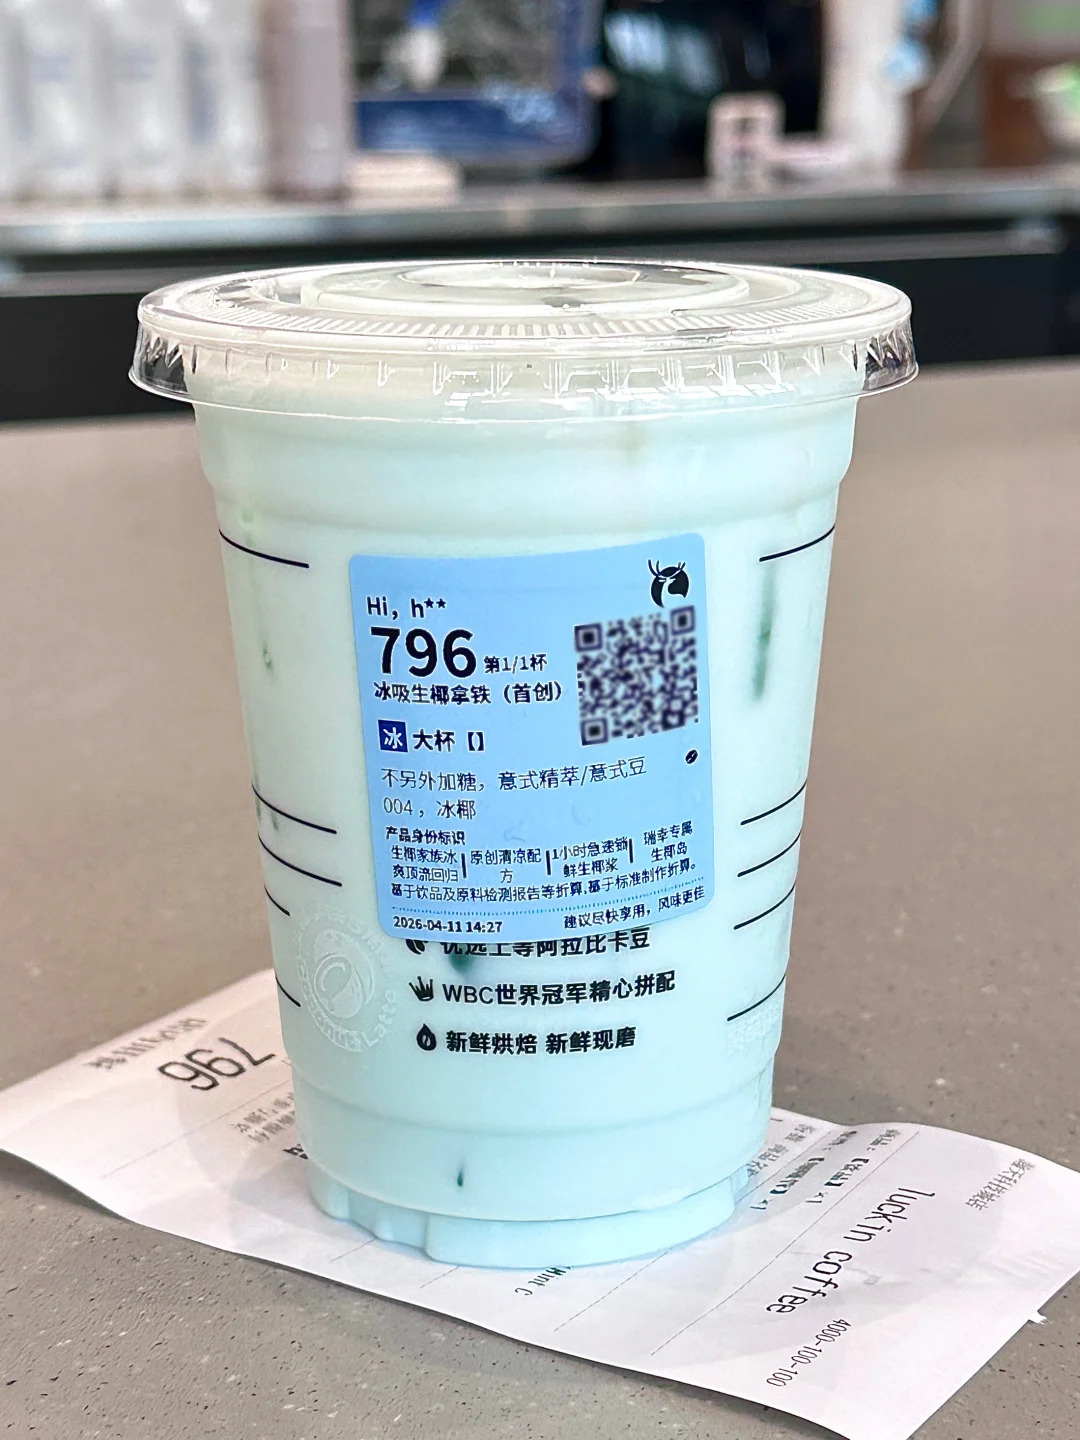 Hi, h**
796 第1/1杯
冰吸生椰拿铁（首创）
冰 大杯【】
不另外加糖，意式精萃/意式豆
004，冰椰
产品身份标识
生椰家族冰
爽顶流回归
原创清凉配
方
1小时急速锁
鲜生椰浆
瑞幸专属
生椰岛
基于饮品及原料检测报告等折算,基于标准制作折算。
2026-04-11 14:27
建议尽快享用，风味更佳
优选上等阿拉比卡豆
WBC世界冠军精心拼配
新鲜烘焙 新鲜现磨
Latte
796
luckin coffee
4000-100-100